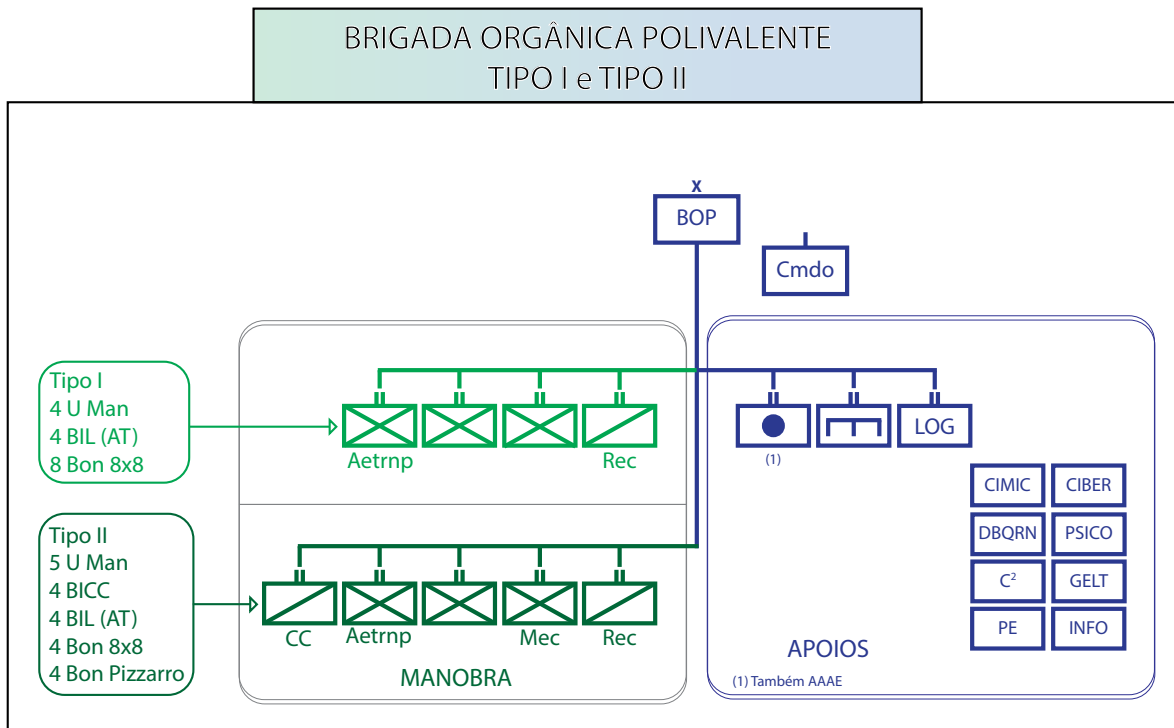 BRIGADA ORGÂNICA POLIVALENTE
TIPO I e TIPO II
x
BOP
Cmdo
Tipo I
4 U Man
4 BIL (AT)
8 Bon 8x8
Aetrnp
Rec
(1)
LOG
CIMIC
CIBER
DBQRN
PSICO
C²
GELT
PE
INFO
Tipo II
5 U Man
4 BICC
4 BIL (AT)
4 Bon 8x8
4 Bon Pizzarro
CC
Aetrnp
Mec
Rec
MANOBRA
APOIOS
(1) Também AAAE